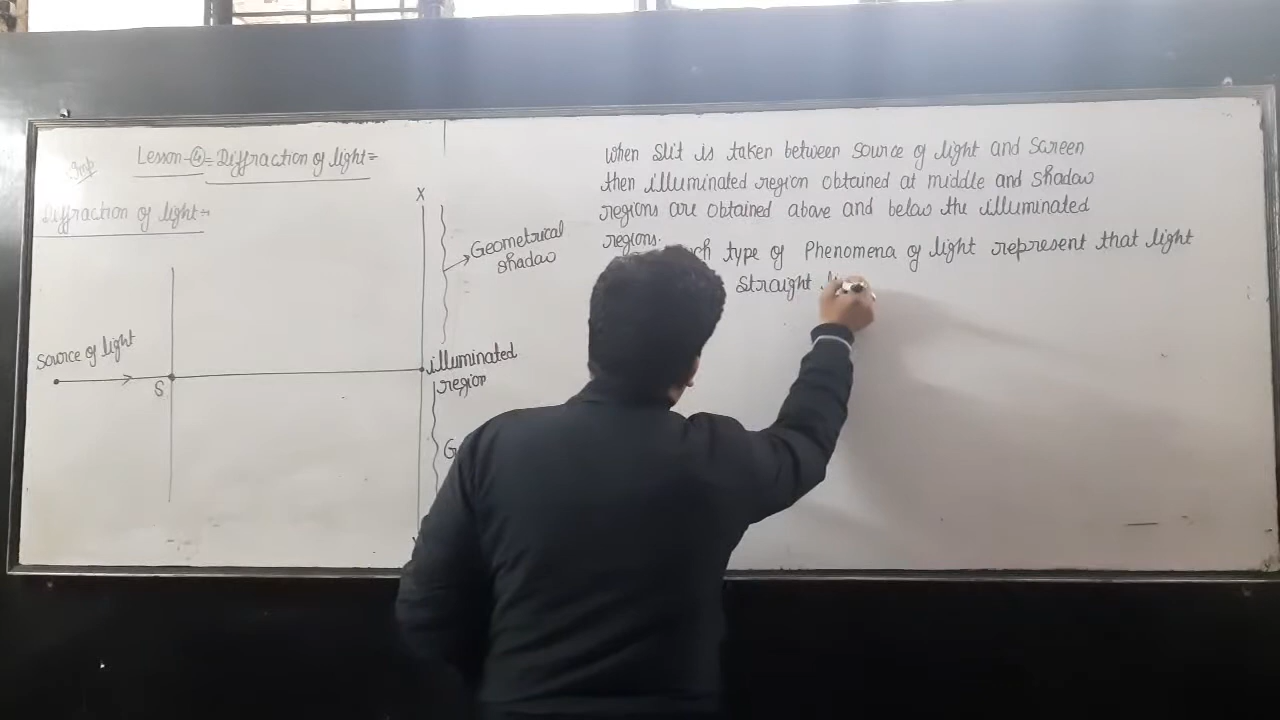 Imp
Lesson-④=Diffraction of light=
Diffraction of light→
X
Geometrical
shadow
Source of light
S
illuminated
region
G
When slit is taken between source of light and screen
then illuminated region obtained at middle and shadow
regions are obtained above and below the illuminated
regions.
type of Phenomena of light represent that light
straight